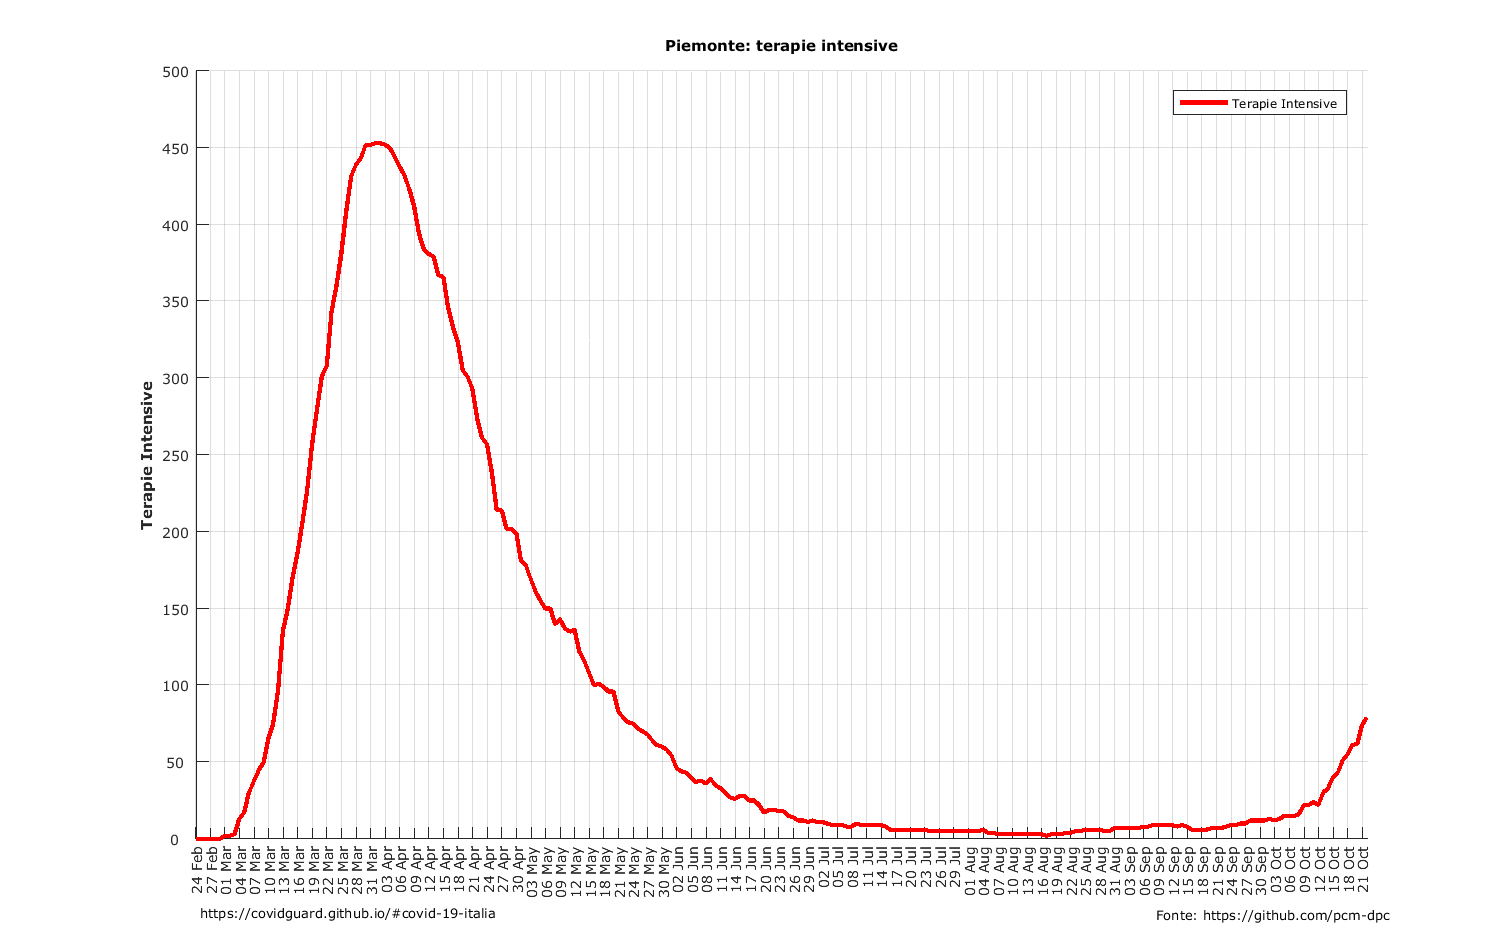 Piemonte: terapie intensive
Terapie Intensive
500
450
400
350
300
250
200
150
100
50
0
Terapie Intensive
24 Feb
27 Feb
01 Mar
04 Mar
07 Mar
10 Mar
13 Mar
16 Mar
19 Mar
22 Mar
25 Mar
28 Mar
31 Mar
03 Apr
06 Apr
09 Apr
12 Apr
15 Apr
18 Apr
21 Apr
24 Apr
27 Apr
30 Apr
03 May
06 May
09 May
12 May
15 May
18 May
21 May
24 May
27 May
30 May
02 Jun
05 Jun
08 Jun
11 Jun
14 Jun
17 Jun
20 Jun
23 Jun
26 Jun
29 Jun
02 Jul
05 Jul
08 Jul
11 Jul
14 Jul
17 Jul
20 Jul
23 Jul
26 Jul
29 Jul
01 Aug
04 Aug
07 Aug
10 Aug
13 Aug
16 Aug
19 Aug
22 Aug
25 Aug
28 Aug
31 Aug
03 Sep
06 Sep
09 Sep
12 Sep
15 Sep
18 Sep
21 Sep
24 Sep
27 Sep
30 Sep
03 Oct
06 Oct
09 Oct
12 Oct
15 Oct
18 Oct
21 Oct
https://covidguard.github.io/#covid-19-italia
Fonte: https://github.com/pcm-dpc